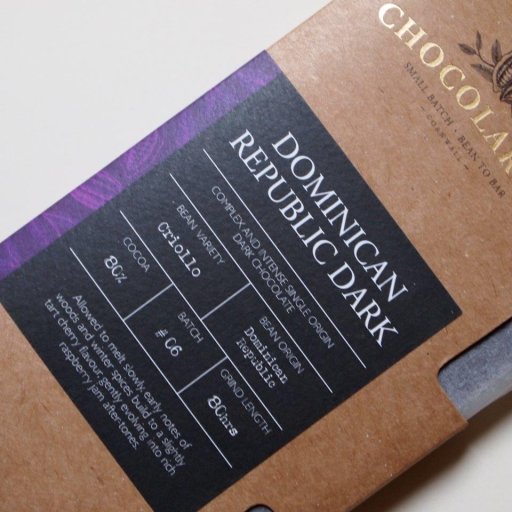 SMALL BATCH · BEAN TO BAR
- CORNWALL -
DOMINICAN
REPUBLIC DARK
COMPLEX AND INTENSE SINGLE ORIGIN
DARK CHOCOLATE
BEAN VARIETY
Criollo
BEAN ORIGIN
Dominican
Republic
COCOA
80%
BATCH
#06
GRIND LENGTH
80hrs
Allowed to melt slowly, early notes of
woods and winter spices build to a slightly
tart cherry flavour gently evolving into rich
raspberry jam after-tones.